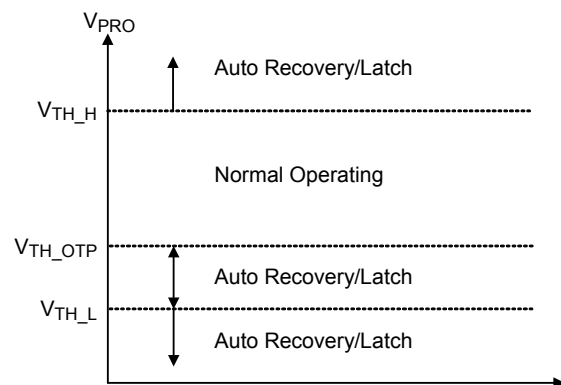 VPRO
Auto Recovery/Latch
VTH_H
Normal Operating
VTH_OTP
Auto Recovery/Latch
VTH_L
Auto Recovery/Latch